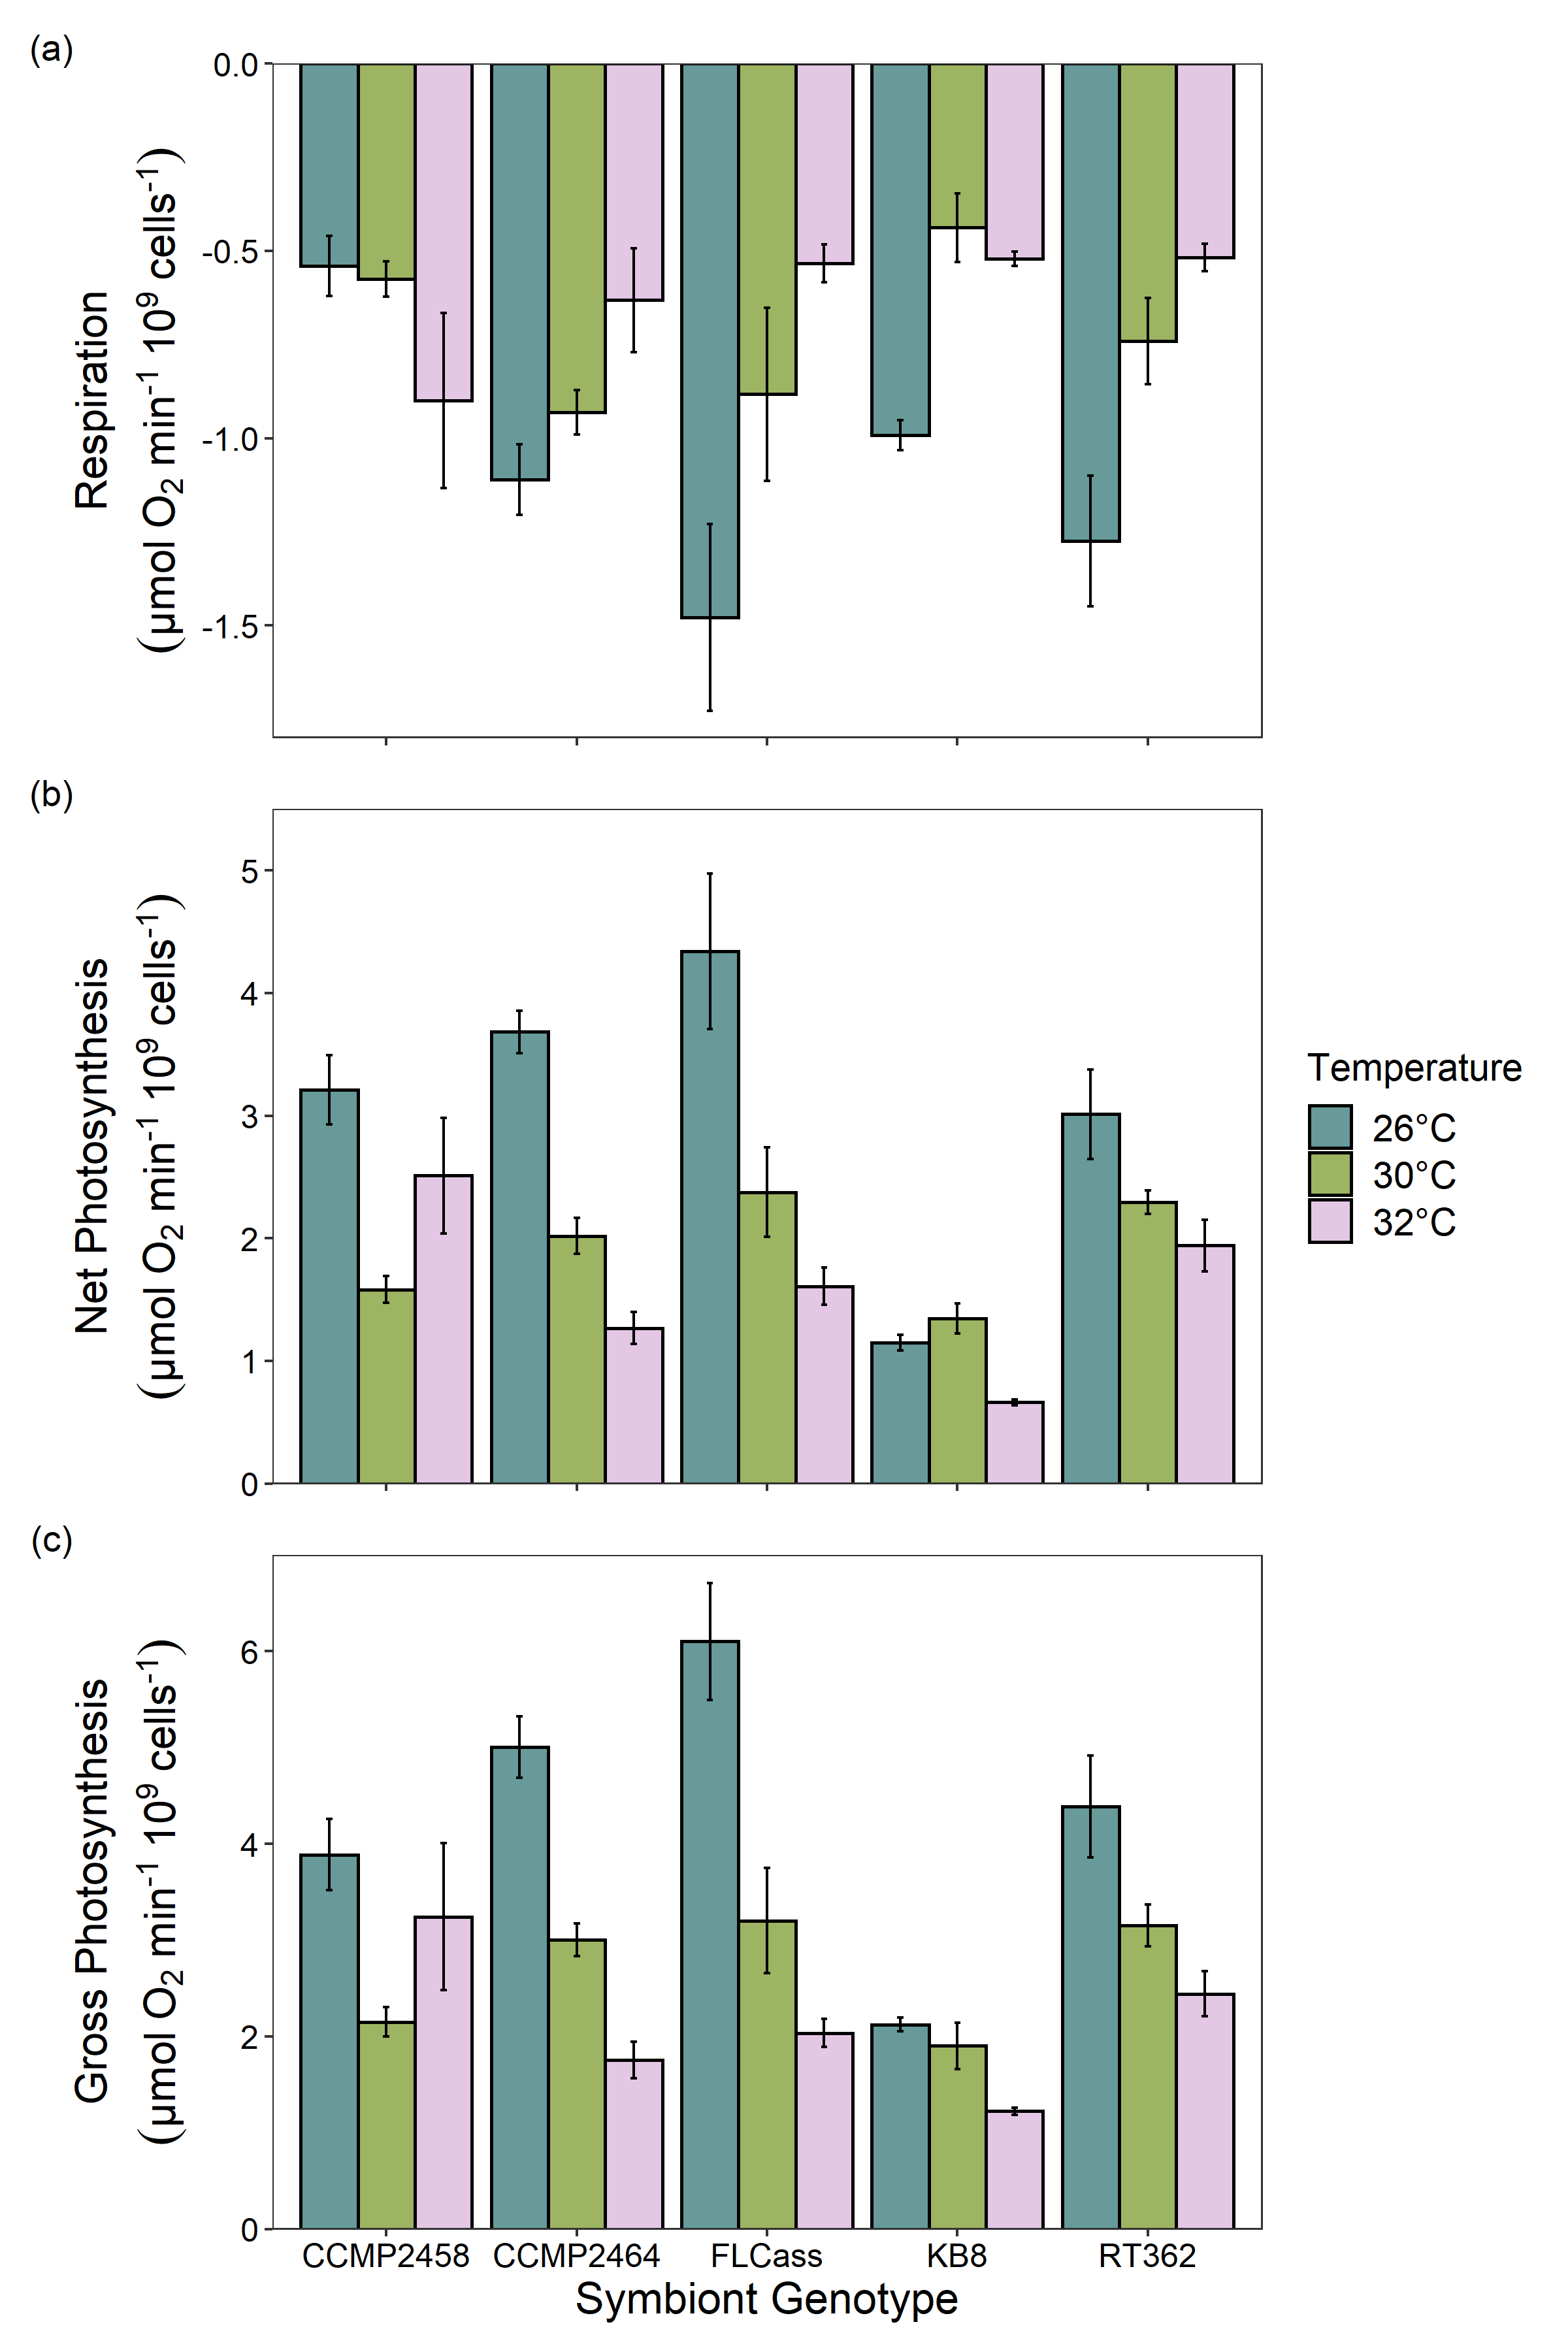 (a)
0.0
-0.5
-1.0
-1.5
Respiration
(µmol O₂ min⁻¹ 10⁹ cells⁻¹)
(b)
5
4
3
2
1
0
Net Photosynthesis
(µmol O₂ min⁻¹ 10⁹ cells⁻¹)
Temperature
26°C
30°C
32°C
(c)
6
4
2
0
Gross Photosynthesis
(µmol O₂ min⁻¹ 10⁹ cells⁻¹)
CCMP2458 CCMP2464 FLCass KB8 RT362
Symbiont Genotype